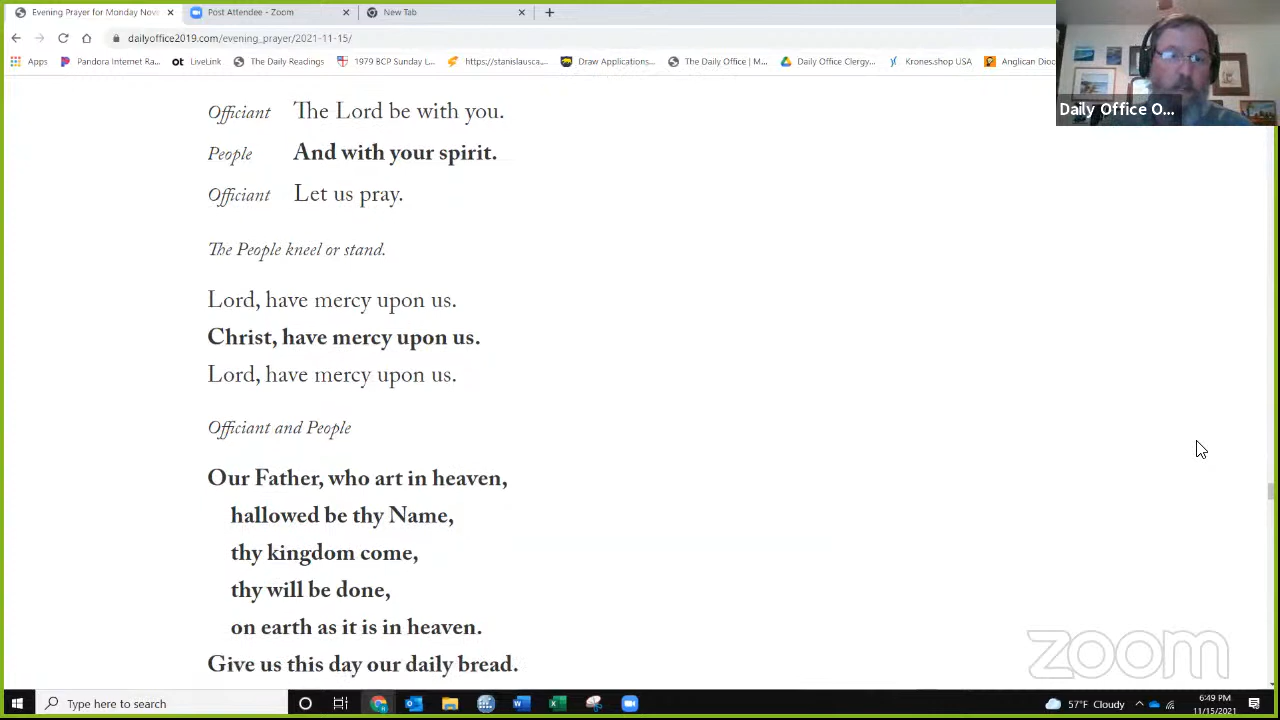 Evening Prayer for Monday Nov
Post Attendee - Zoom
New Tab
dailyoffice2019.com/evening_prayer/2021-11-15/
Apps Pandora Internet Ra... LiveLink The Daily Readings 1979 BCP Sunday L... https://stanislausca... Draw Applications... The Daily Office | M... Daily Office Clergy... Krones.shop USA Anglican Dioc
Daily Office O...
Officiant The Lord be with you.
People And with your spirit.
Officiant Let us pray.
The People kneel or stand.
Lord, have mercy upon us.
Christ, have mercy upon us.
Lord, have mercy upon us.
Officiant and People
Our Father, who art in heaven,
hallowed be thy Name,
thy kingdom come,
thy will be done,
on earth as it is in heaven.
Give us this day our daily bread.
zoom
Type here to search
57°F Cloudy
6:49 PM
11/15/2021